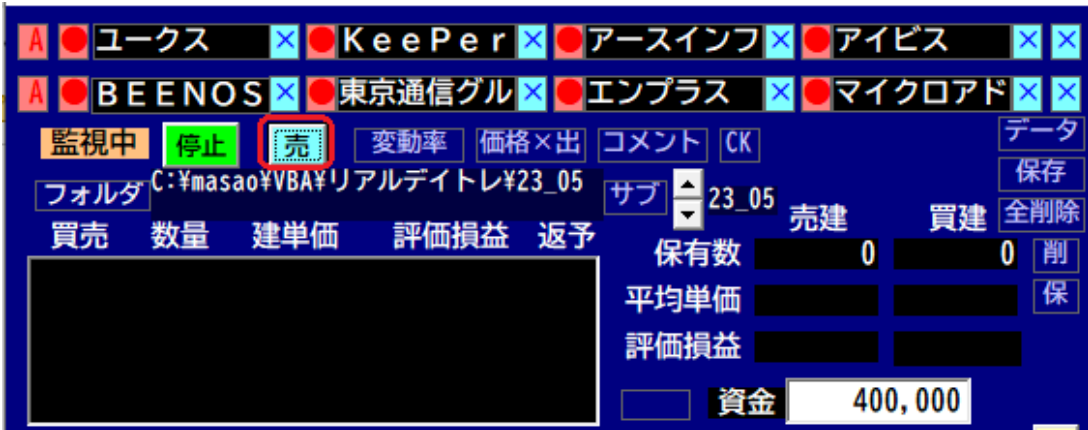 A ユークス × ＫｅｅＰｅｒ × アースインフ × アイビス × ×
A ＢＥＥＮＯＳ × 東京通信グル × エンプラス × マイクロアド × ×
監視中 停止 売 変動率 価格×出 コメント CK データ
フォルダ C:¥masao¥VBA¥リアルデイトレ¥23_05 サブ 23_05 保存
買売 数量 建単価 評価損益 返予 売建 買建 全削除
保有数 0 0 削
平均単価 保
評価損益
資金 400,000